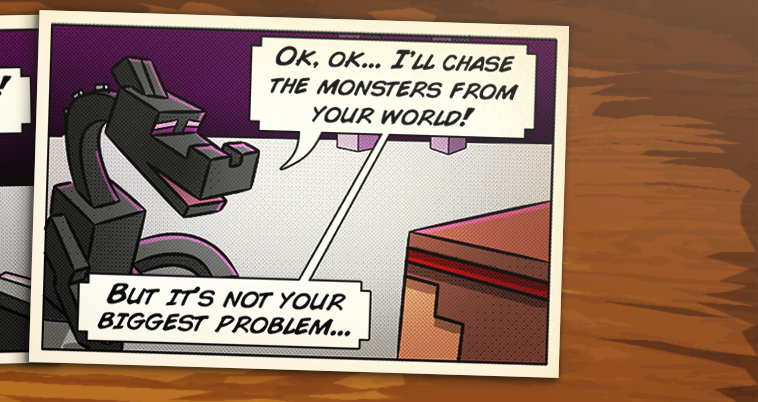 !
OK, OK... I'LL CHASE
THE MONSTERS FROM
YOUR WORLD!
BUT IT'S NOT YOUR
BIGGEST PROBLEM...